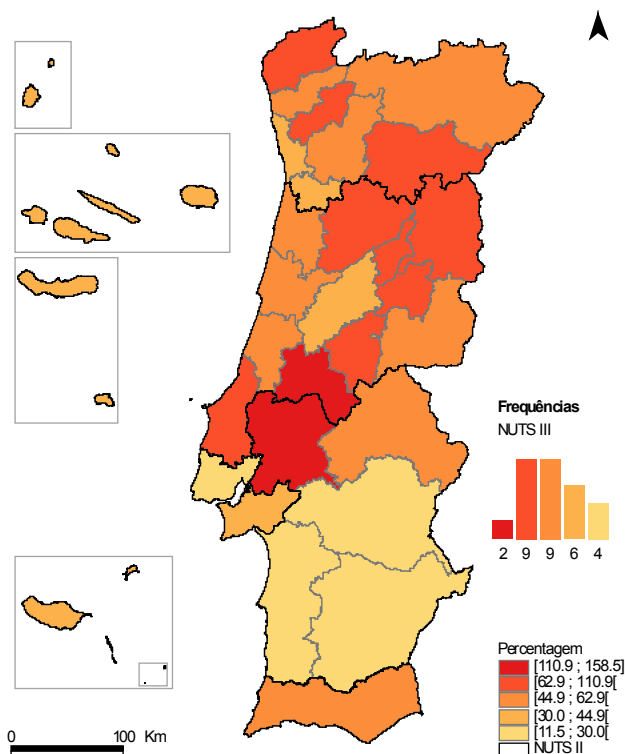 Frequências
NUTS III
2 9 9 6 4
Percentagem
[110.9 ; 158.5]
[62.9 ; 110.9[
[44.9 ; 62.9[
[30.0 ; 44.9[
[11.5 ; 30.0[
NUTS II
0 100 Km